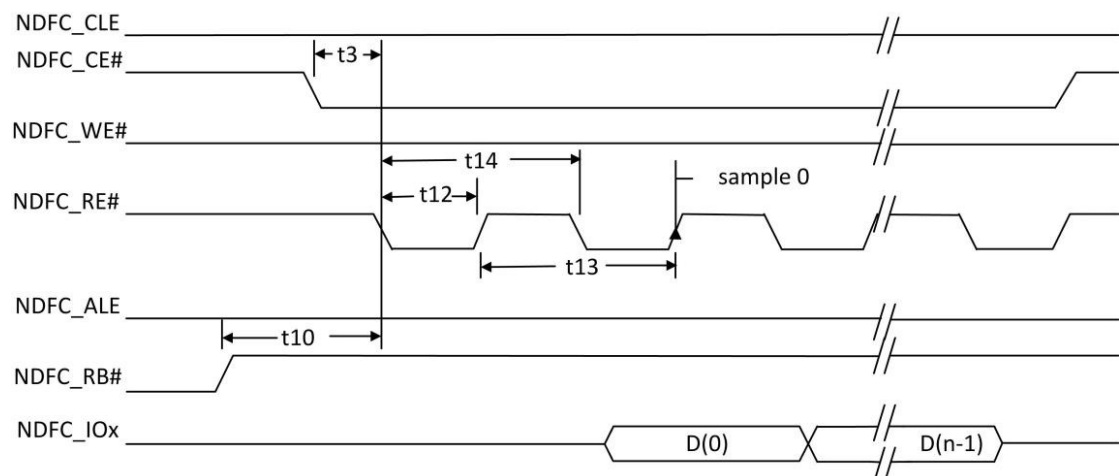 NDFC_CLE
t3
NDFC_CE#
NDFC_WE#
t14
sample 0
t12
NDFC_RE#
t13
NDFC_ALE
t10
NDFC_RB#
NDFC_IOx
D(0)
D(n-1)